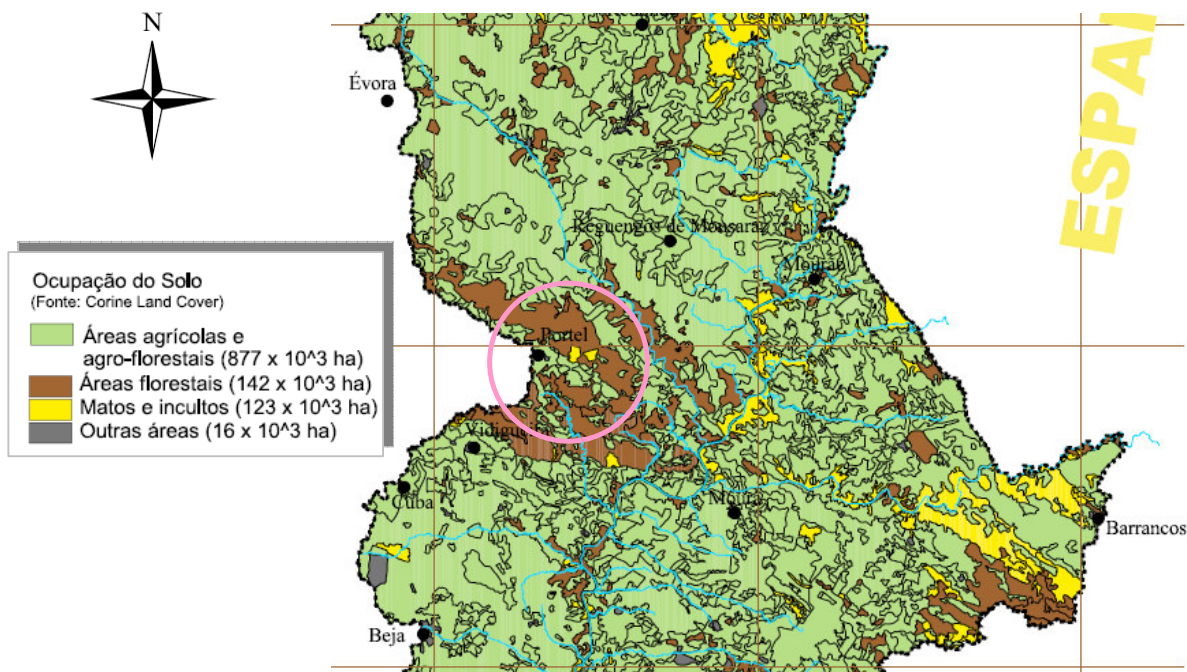 N
ESPA
Évora
Reguengos de Monsaraz
Mourão
Ocupação do Solo
(Fonte: Corine Land Cover)
Áreas agrícolas e
agro-florestais (877 x 10^3 ha)
Áreas florestais (142 x 10^3 ha)
Matos e incultos (123 x 10^3 ha)
Outras áreas (16 x 10^3 ha)
Portel
Vidigueira
Cuba
Moura
Barrancos
Beja